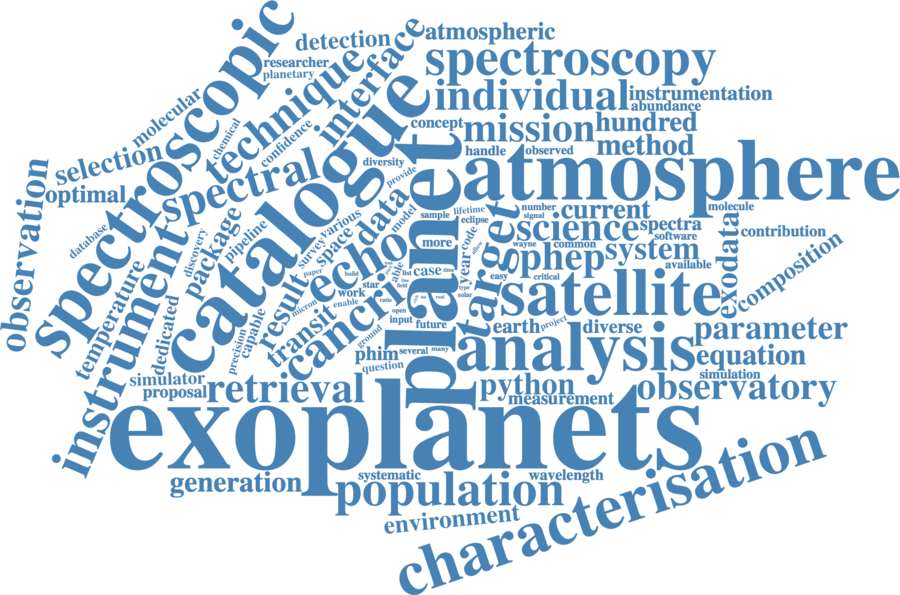 exoplanets
planet
catalogue
atmosphere
spectroscopic
characterisation
satellite
analysis
instrument
spectroscopy
population
cancri
echo
target
technique
interface
individual
mission
spectral
retrieval
science
phep
system
parameter
observatory
observation
python
equation
data
result
transit
package
selection
optimal
detection
atmospheric
instrumentation
abundance
hundred
method
concept
handle
observed
molecular
researcher
planetary
chemical
confidence
diversity
provide
model
database
discovery
pipeline
survey
various
space
temperature
dedicated
precision
capable
simulator
proposal
generation
systematic
wavelength
environment
measurement
simulation
composition
contribution
exodata
molecule
current
spectra
software
available
number
signal
lifetime
eclipse
sample
more
code
year
wayne
common
easy
critical
earth
project
diverse
phim
several
many
question
future
input
open
case
time
list
able
star
work
enable
build
paper
micron
ground
field
ratio
real
type
solar